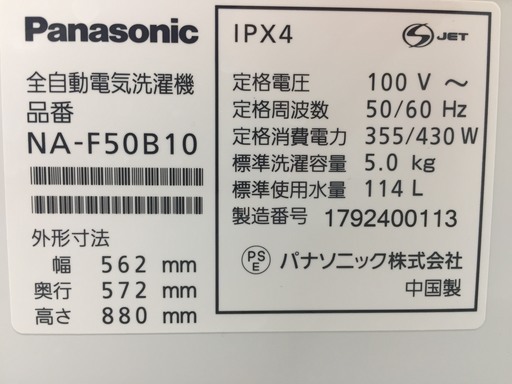 Panasonic
全自動電気洗濯機
品番
NA-F50B10
外形寸法
幅 562 mm
奥行 572 mm
高さ 880 mm
IPX4
S JET
定格電圧 100 V ～
定格周波数 50/60 Hz
定格消費電力 355/430 W
標準洗濯容量 5.0 kg
標準使用水量 114 L
製造番号 1792400113
PS E パナソニック株式会社
中国製